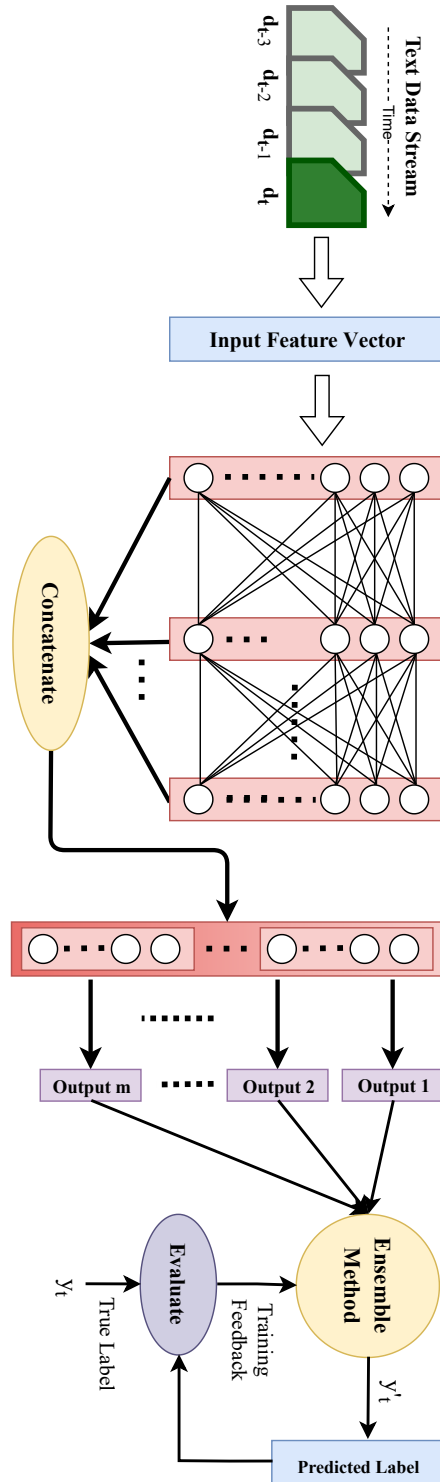 Text Data Stream
Time
d_t-3
d_t-2
d_t-1
d_t
Input Feature Vector
Concatenate
Output 1
Output 2
Output m
Ensemble
Method
Training
Feedback
Evaluate
True Label
y_t
y'_t
Predicted Label